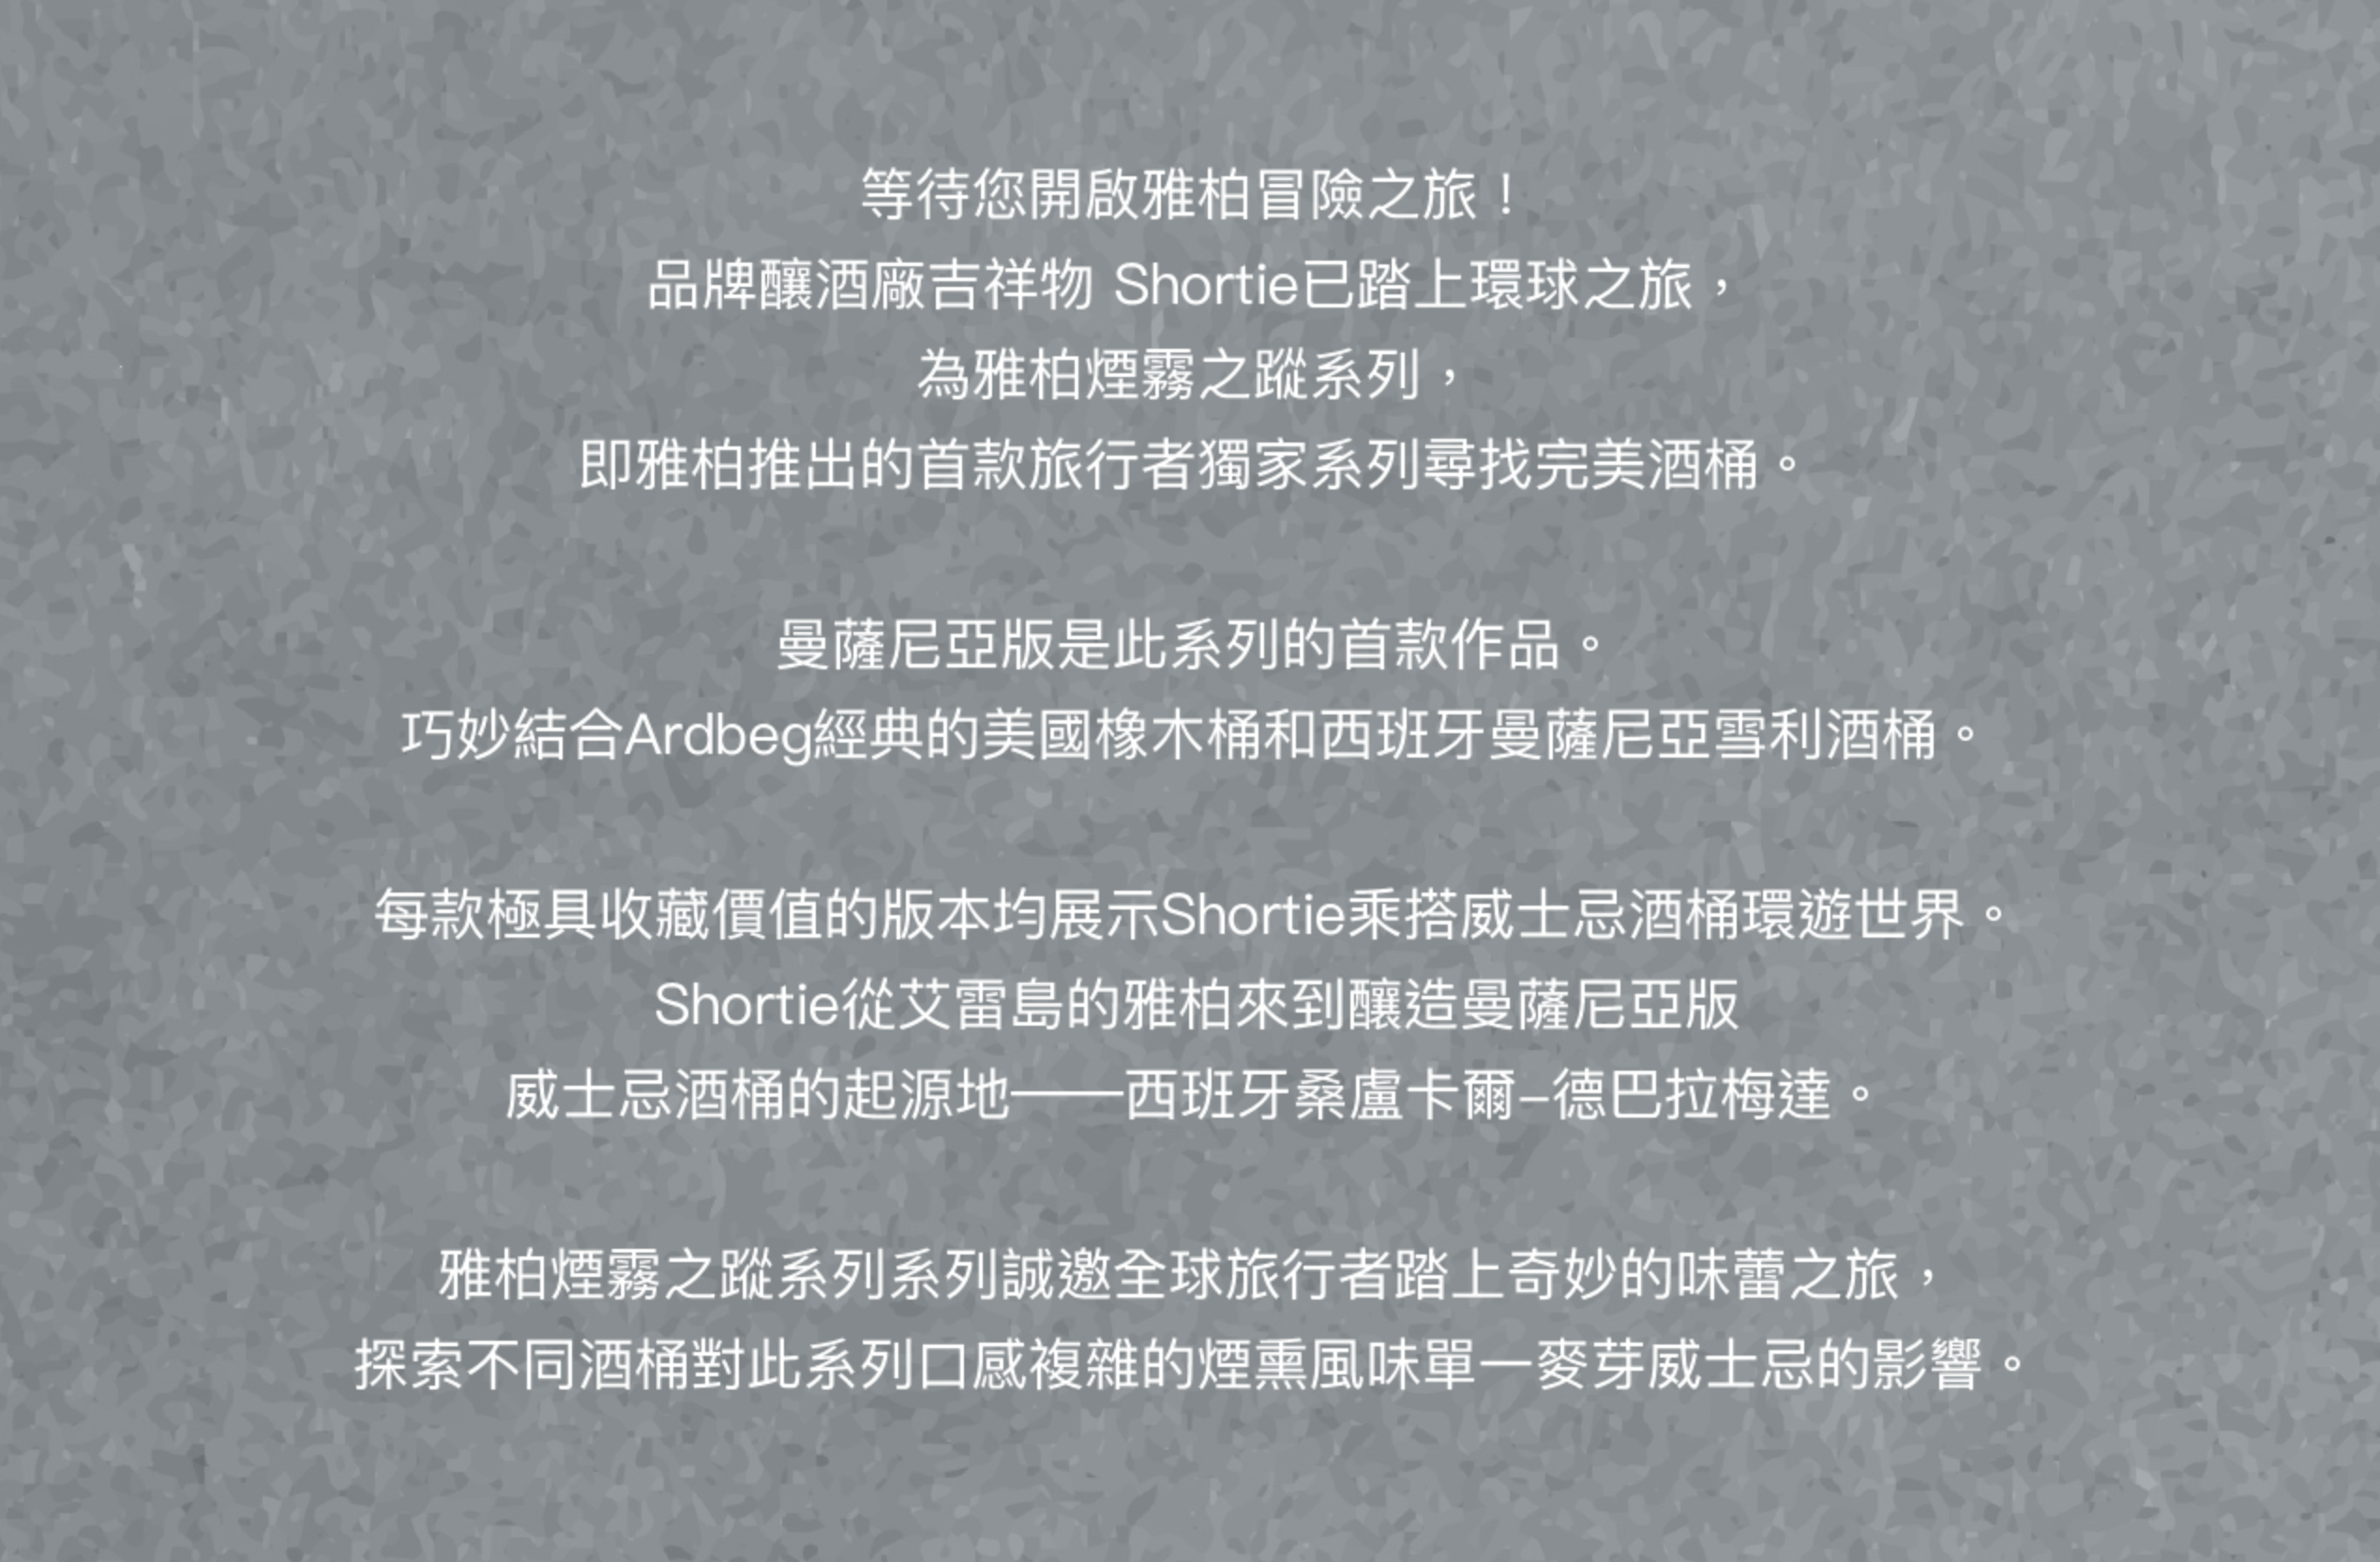 等待您開啟雅柏冒險之旅！
品牌釀酒廠吉祥物 Shortie已踏上環球之旅，
為雅柏煙霧之蹤系列，
即雅柏推出的首款旅行者獨家系列尋找完美酒桶。
曼薩尼亞版是此系列的首款作品。
巧妙結合Ardbeg經典的美國橡木桶和西班牙曼薩尼亞雪利酒桶。
每款極具收藏價值的版本均展示Shortie乘搭威士忌酒桶環遊世界。
Shortie從艾雷島的雅柏來到釀造曼薩尼亞版
威士忌酒桶的起源地——西班牙桑盧卡爾–德巴拉梅達。
雅柏煙霧之蹤系列系列誠邀全球旅行者踏上奇妙的味蕾之旅，
探索不同酒桶對此系列口感複雜的煙熏風味單一麥芽威士忌的影響。